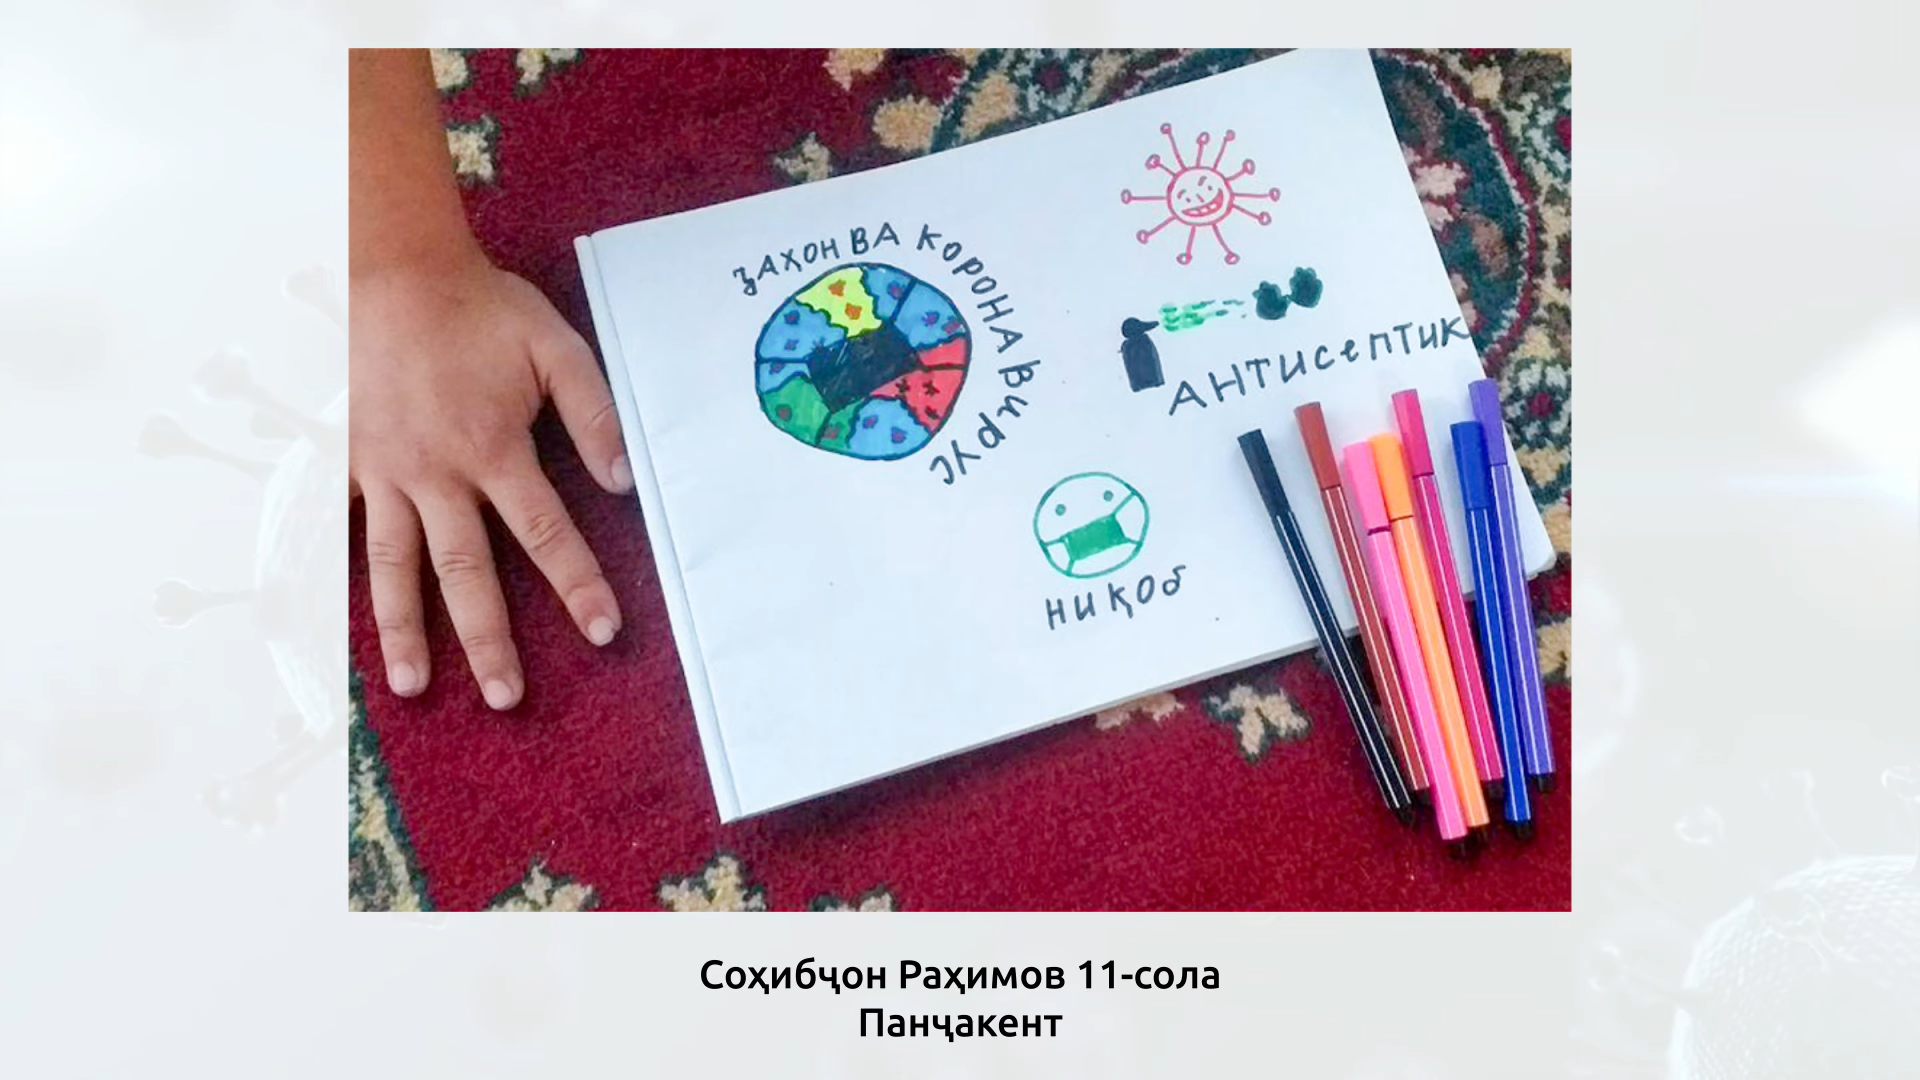 ҶАҲОН ВА КОРОНАВИРУС
АНТИСеПТИК
НИҚОб
Соҳибҷон Раҳимов 11-сола
Панҷакент